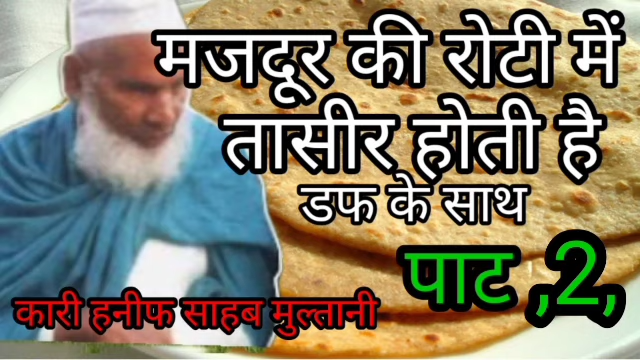 मजदूर की रोटी में
तासीर होती है
डफ के साथ
पाट ,2,
कारी हनीफ साहब मुल्तानी